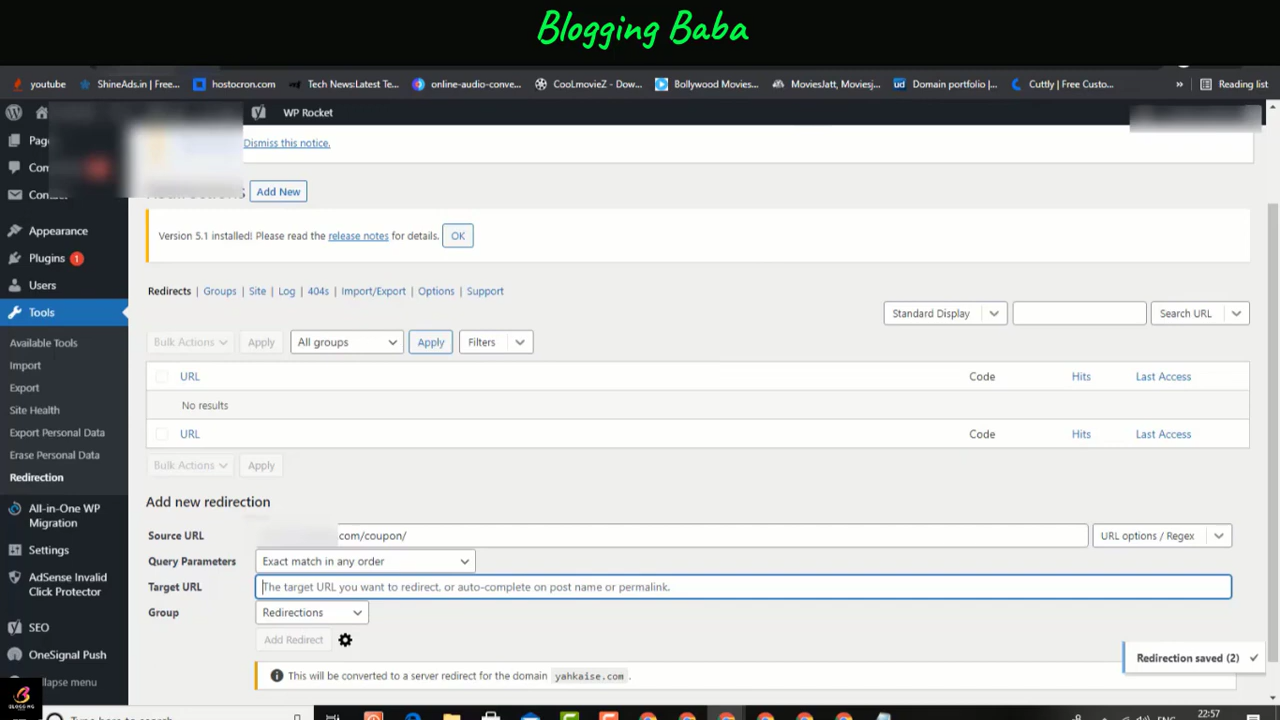 Blogging Baba
youtube
ShineAds.in | Free...
hostocron.com
Tech News:Latest Te...
online-audio-conve...
CoolmovieZ - Dow...
Bollywood Movies...
MoviesJatt, Moviesj...
Domain portfolio |...
Cuttly | Free Custo...
»
Reading list
WP Rocket
Dismiss this notice.
Add New
Version 5.1 installed! Please read the release notes for details. OK
Redirects | Groups | Site | Log | 404s | Import/Export | Options | Support
Standard Display
Search URL
Bulk Actions
Apply
All groups
Apply
Filters
URL Code Hits Last Access
No results
URL Code Hits Last Access
Bulk Actions
Apply
Add new redirection
Source URL .com/coupon/ URL options / Regex
Query Parameters Exact match in any order
Target URL The target URL you want to redirect, or auto-complete on post name or permalink.
Group Redirections
Add Redirect
Redirection saved (2)
This will be converted to a server redirect for the domain yahkaise.com.
Appearance
Plugins 1
Users
Tools
Available Tools
Import
Export
Site Health
Export Personal Data
Erase Personal Data
Redirection
All-in-One WP
Migration
Settings
AdSense Invalid
Click Protector
SEO
OneSignal Push
llapse menu
22:57